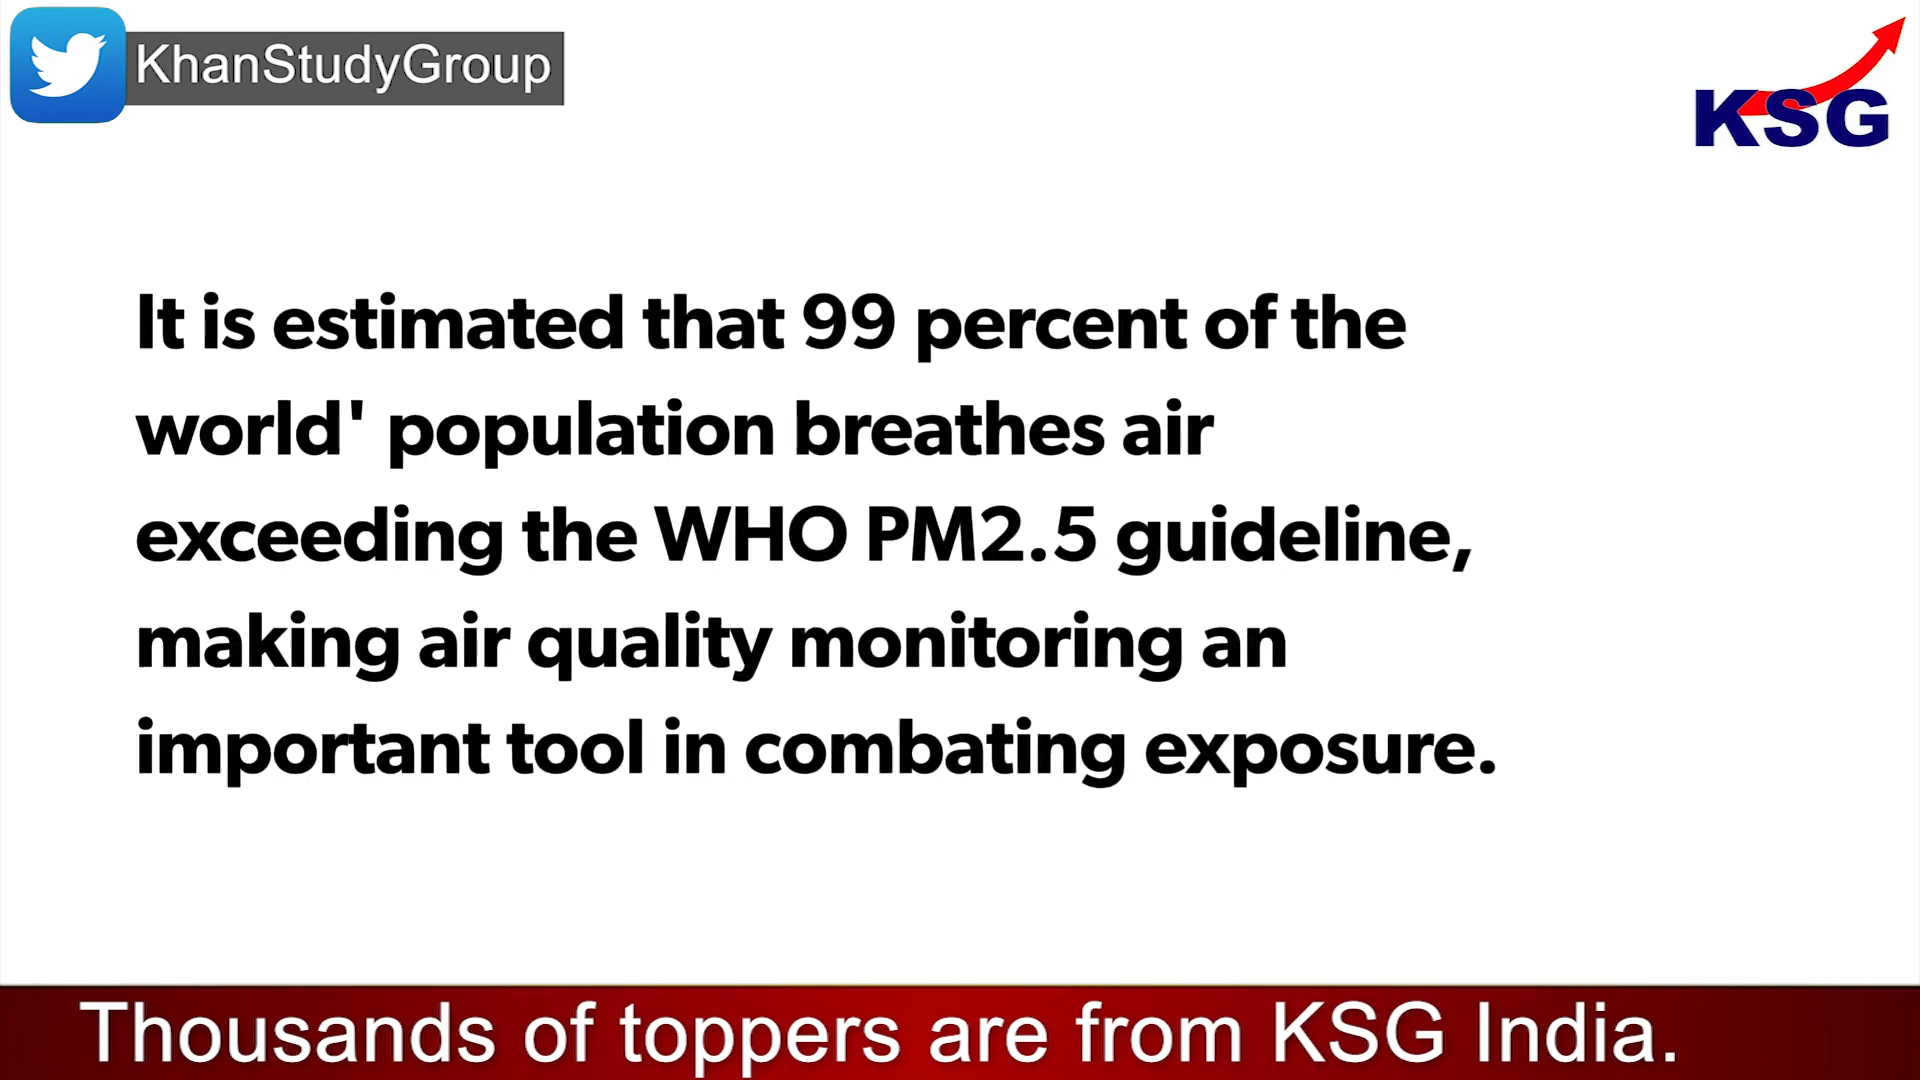 KhanStudyGroup
KSG
It is estimated that 99 percent of the
world' population breathes air
exceeding the WHO PM2.5 guideline,
making air quality monitoring an
important tool in combating exposure.
Thousands of toppers are from KSG India.